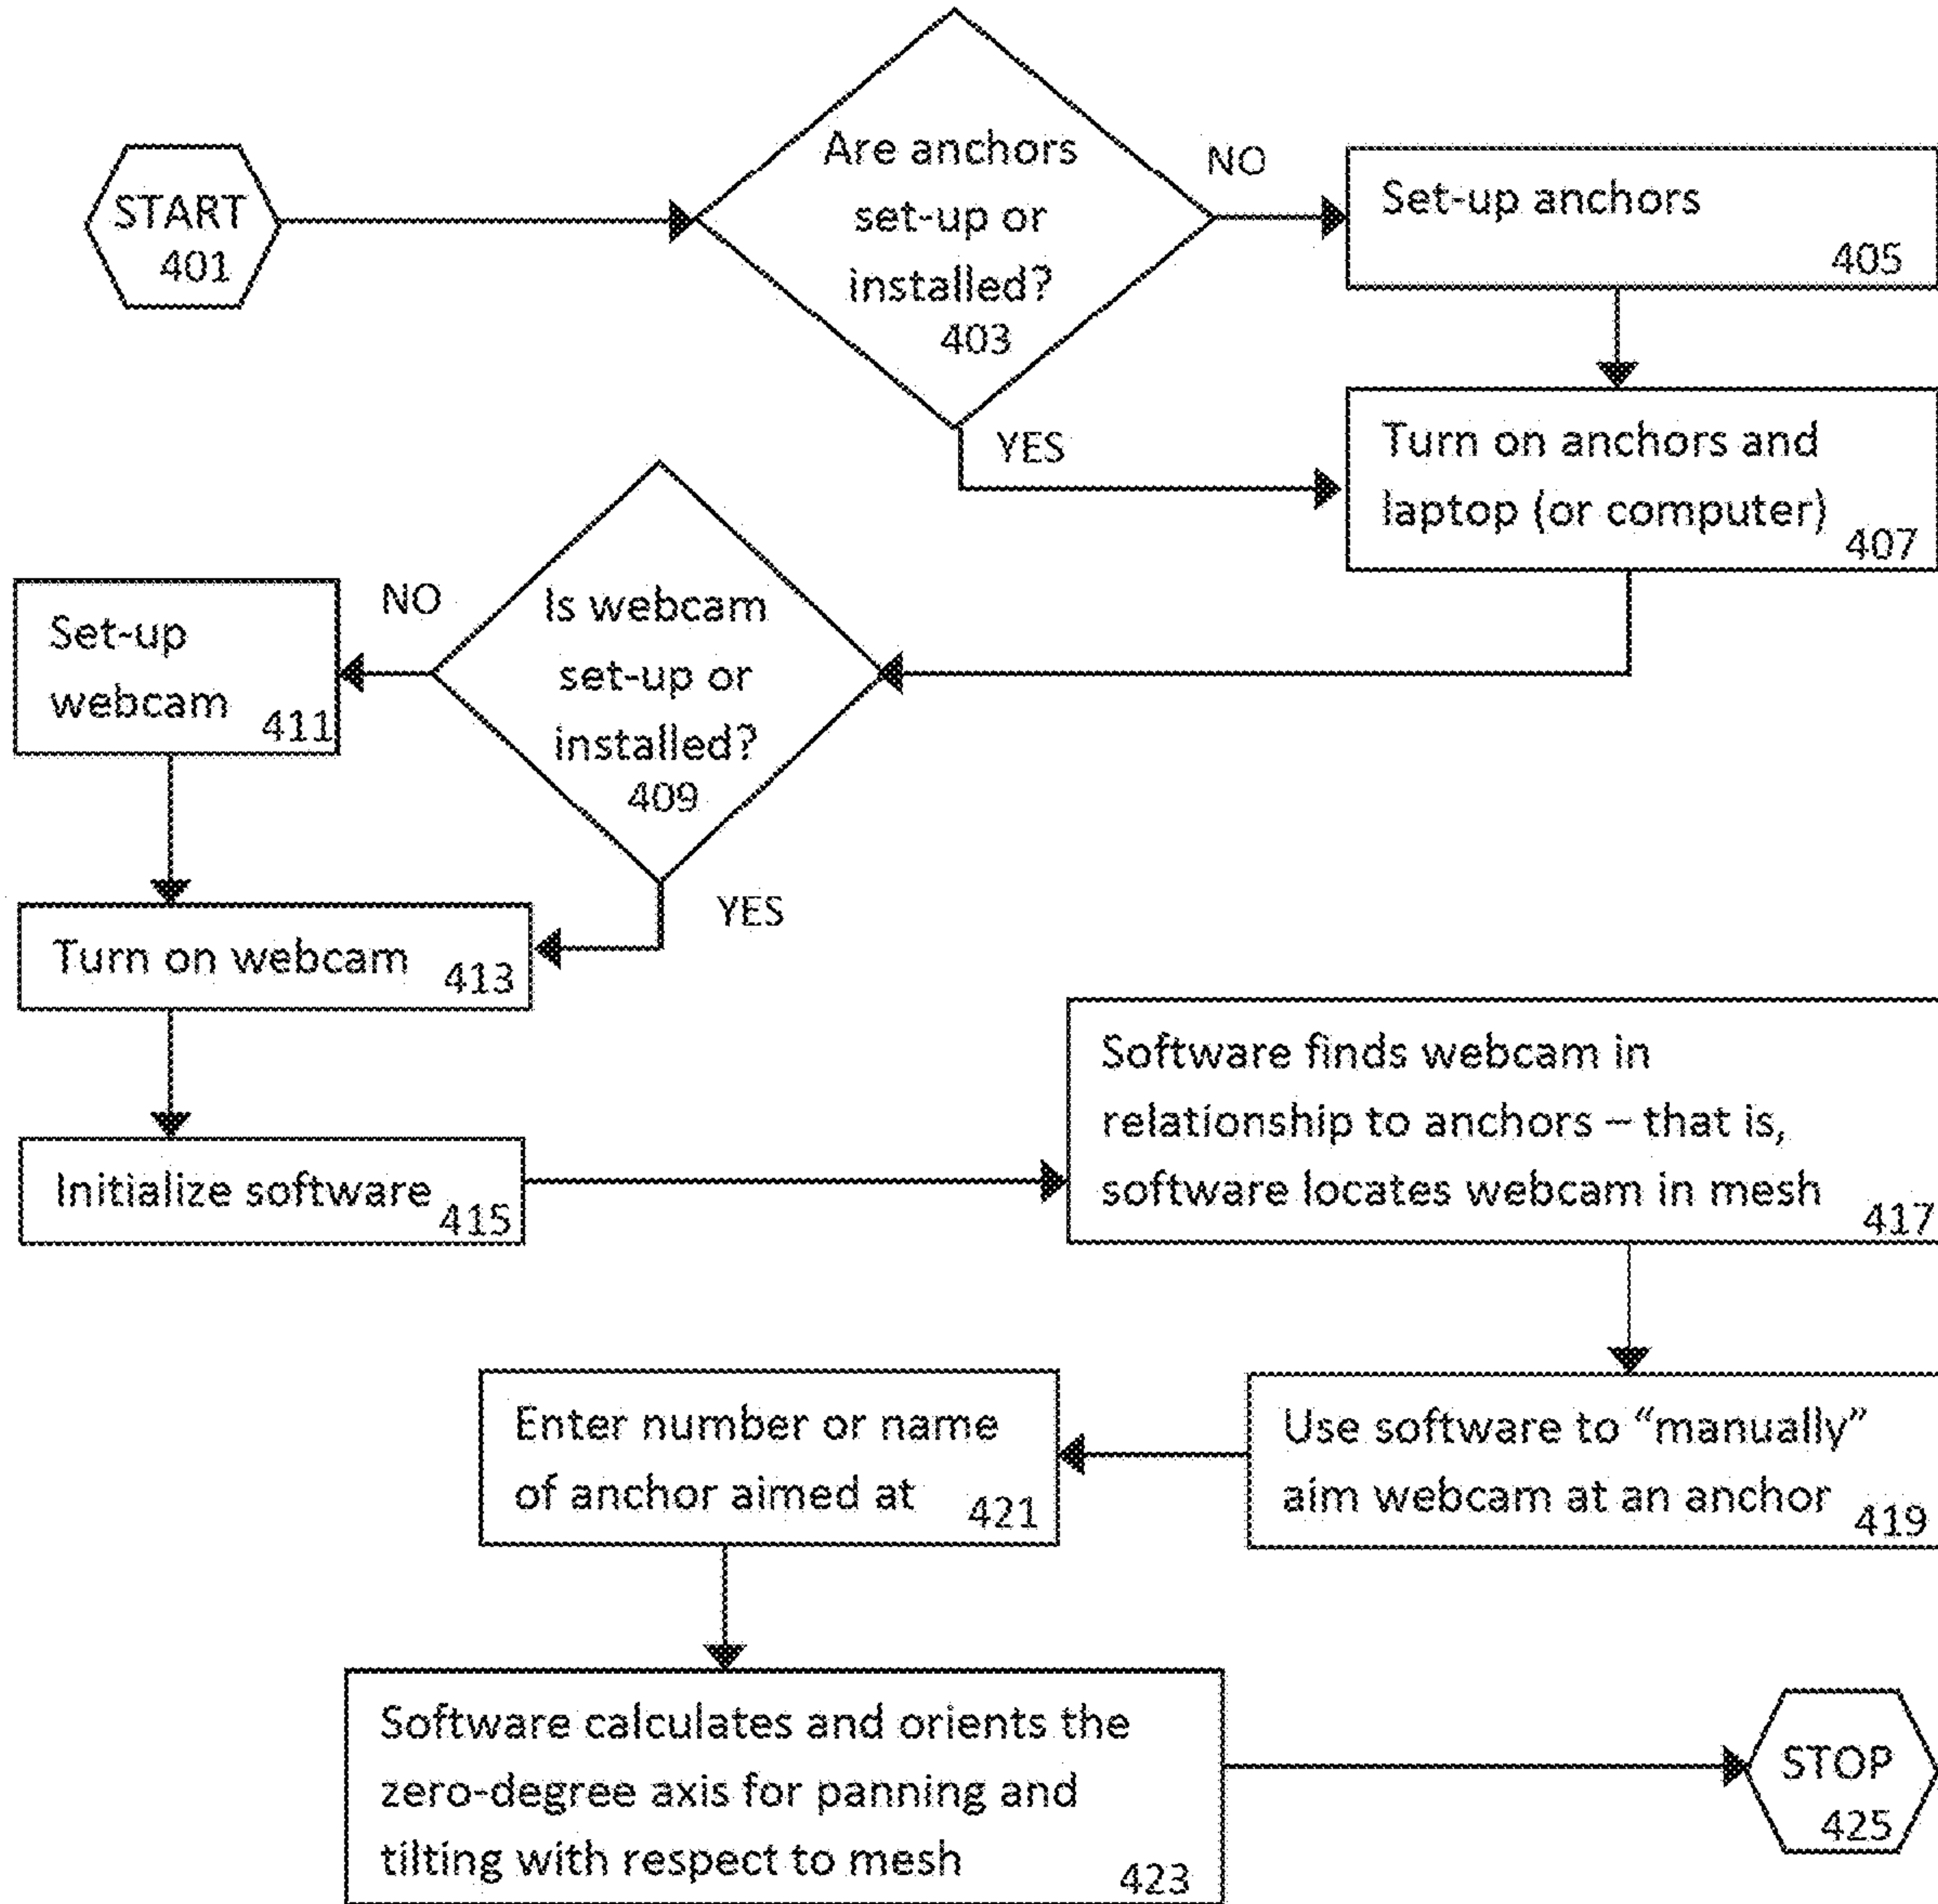 START
401
Are anchors
set-up or
installed?
403
NO
Set-up anchors
405
YES
Turn on anchors and
laptop (or computer)
407
Is webcam
set-up or
installed?
409
NO
Set-up
webcam
411
YES
Turn on webcam
413
Initialize software
415
Software finds webcam in
relationship to anchors – that is,
software locates webcam in mesh
417
Use software to “manually”
aim webcam at an anchor
419
Enter number or name
of anchor aimed at
421
Software calculates and orients the
zero-degree axis for panning and
tilting with respect to mesh
423
STOP
425